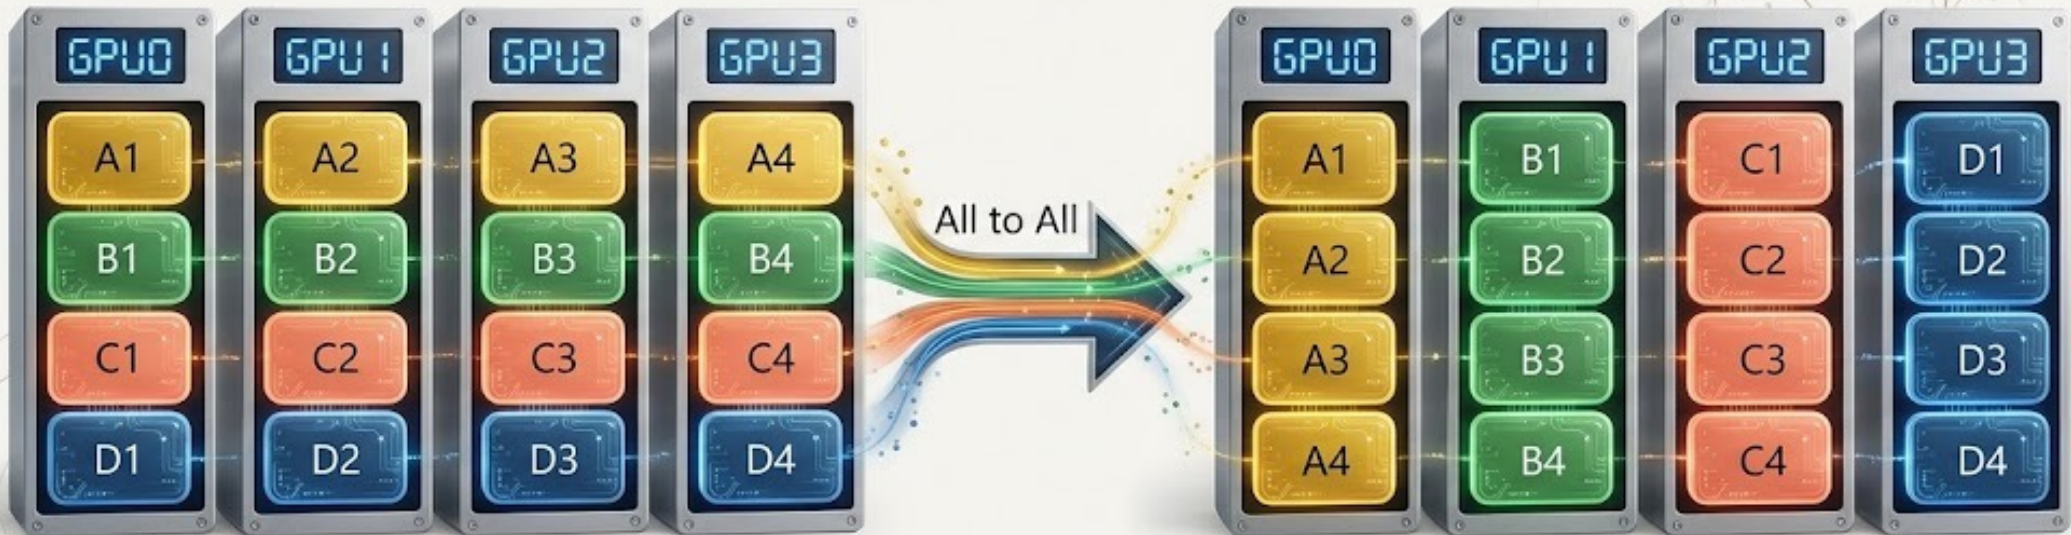 GPU0 GPU1 GPU2 GPU3 GPU0 GPU1 GPU2 GPU3
A1 A2 A3 A4 A1 B1 C1 D1
All to All
B1 B2 B3 B4 A2 B2 C2 D2
C1 C2 C3 C4 A3 B3 C3 D3
D1 D2 D3 D4 A4 B4 C4 D4